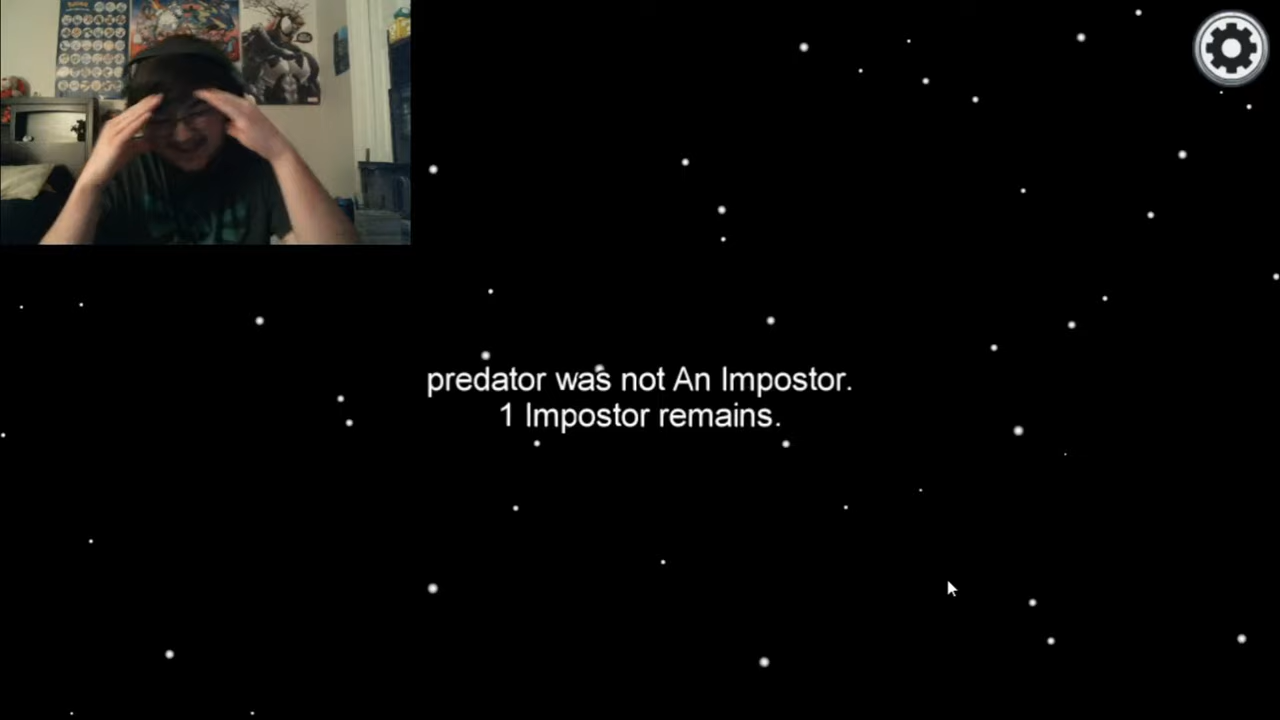 predator was not An Impostor.
1 Impostor remains.